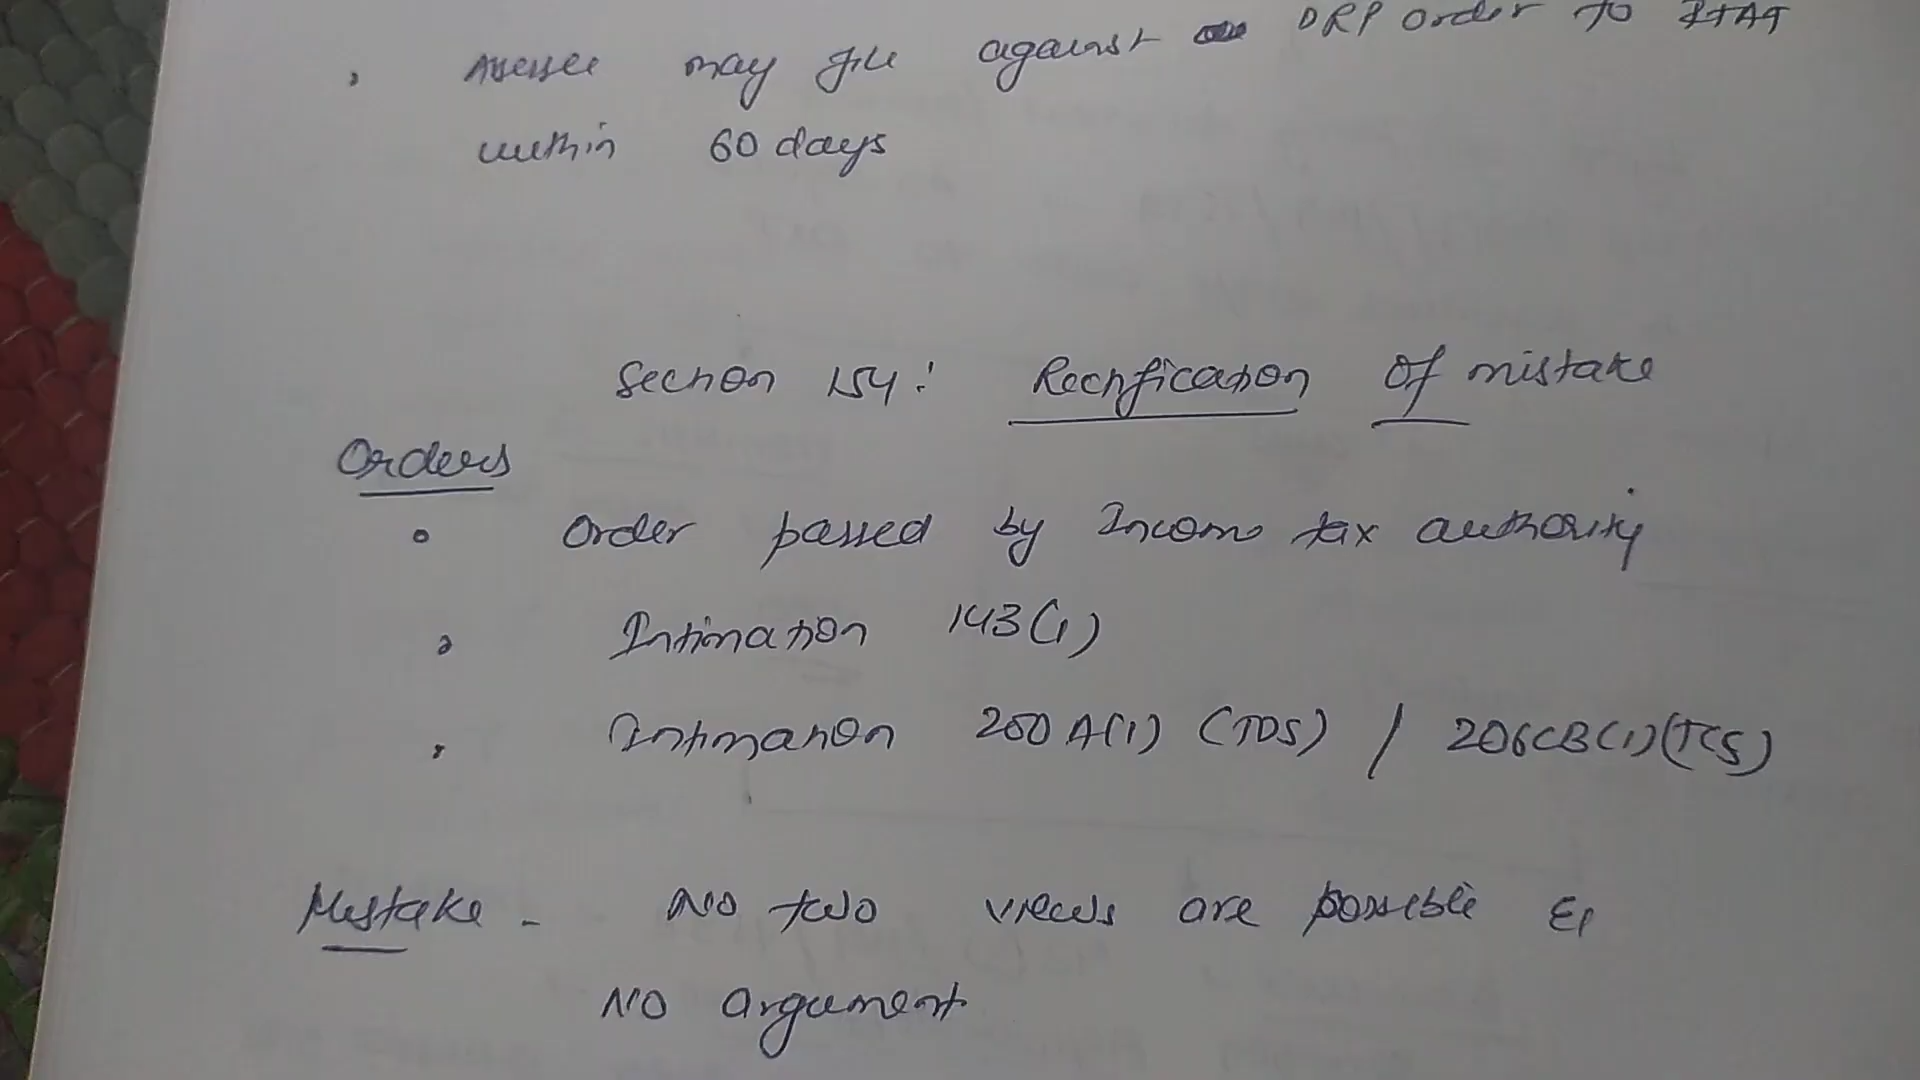 Assessee may file against DRP order to ITAT
within 60 days
Section 154: Rectification Of mistake
Orders
Order passed by Income tax authority
Intimation 143(1)
Intimation 200A(1) (TDS) / 206CB(1)(TCS)
Mistake - No two views are possible &
No argument